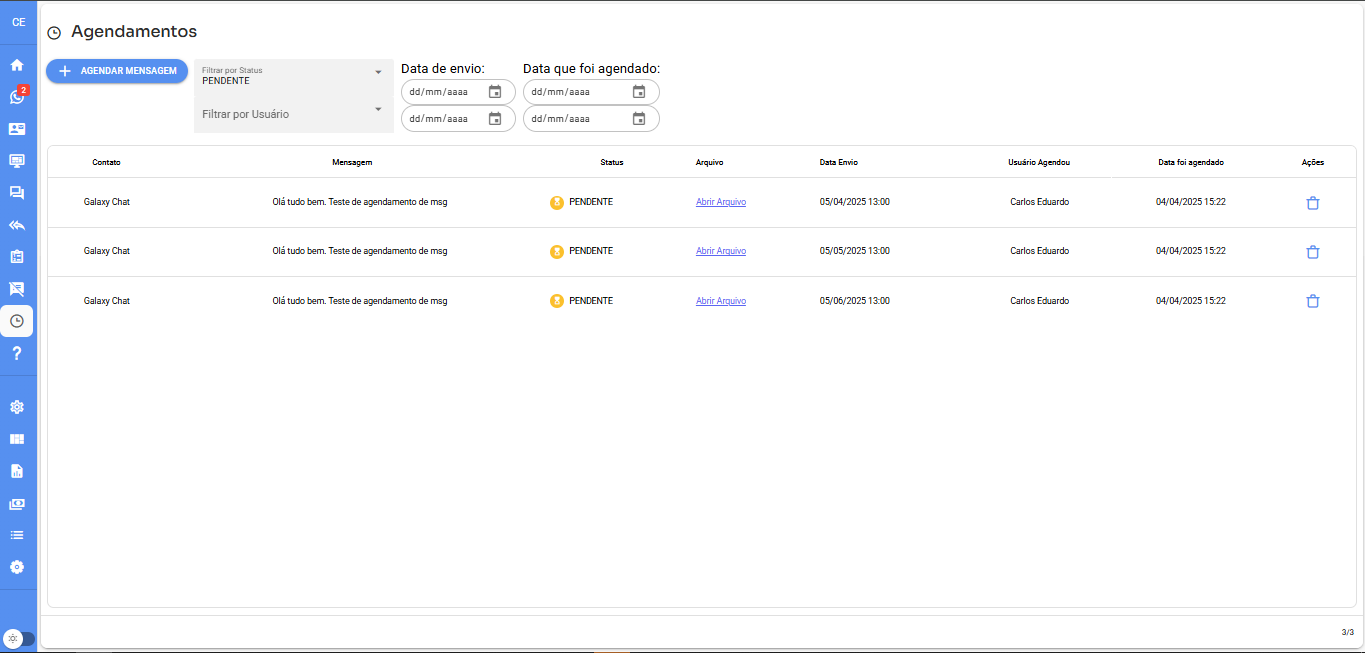 CE
Agendamentos
2
AGENDAR MENSAGEM
Filtrar por Status
PENDENTE
Filtrar por Usuário
Data de envio:
dd/mm/aaaa
dd/mm/aaaa
Data que foi agendado:
dd/mm/aaaa
dd/mm/aaaa
Contato Mensagem Status Arquivo Data Envio Usuário Agendou Data foi agendado Ações
Galaxy Chat Olá tudo bem. Teste de agendamento de msg PENDENTE Abrir Arquivo 05/04/2025 13:00 Carlos Eduardo 04/04/2025 15:22
Galaxy Chat Olá tudo bem. Teste de agendamento de msg PENDENTE Abrir Arquivo 05/05/2025 13:00 Carlos Eduardo 04/04/2025 15:22
Galaxy Chat Olá tudo bem. Teste de agendamento de msg PENDENTE Abrir Arquivo 05/06/2025 13:00 Carlos Eduardo 04/04/2025 15:22
?
3/3